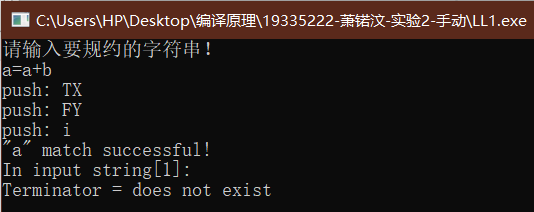 C:\Users\HP\Desktop\编译原理\19335222-萧锘汶-实验2-手动\LL1.exe
请输入要规约的字符串!
a=a+b
push: TX
push: FY
push: i
"a" match successful!
In input string[1]:
Terminator = does not exist